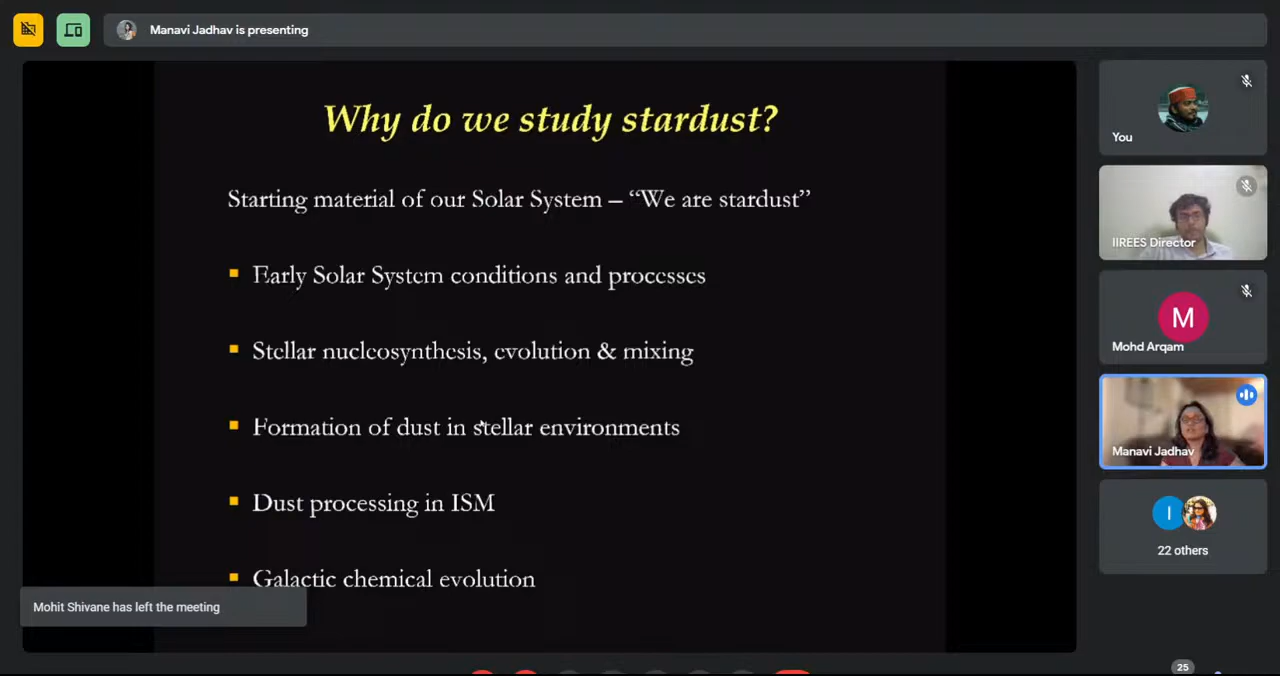 Manavi Jadhav is presenting
Why do we study stardust?
Starting material of our Solar System – “We are stardust”
Early Solar System conditions and processes
Stellar nucleosynthesis, evolution & mixing
Formation of dust in stellar environments
Dust processing in ISM
Galactic chemical evolution
Mohit Shivane has left the meeting
You
IIREES Director
M
Mohd Arqam
Manavi Jadhav
I
22 others
25